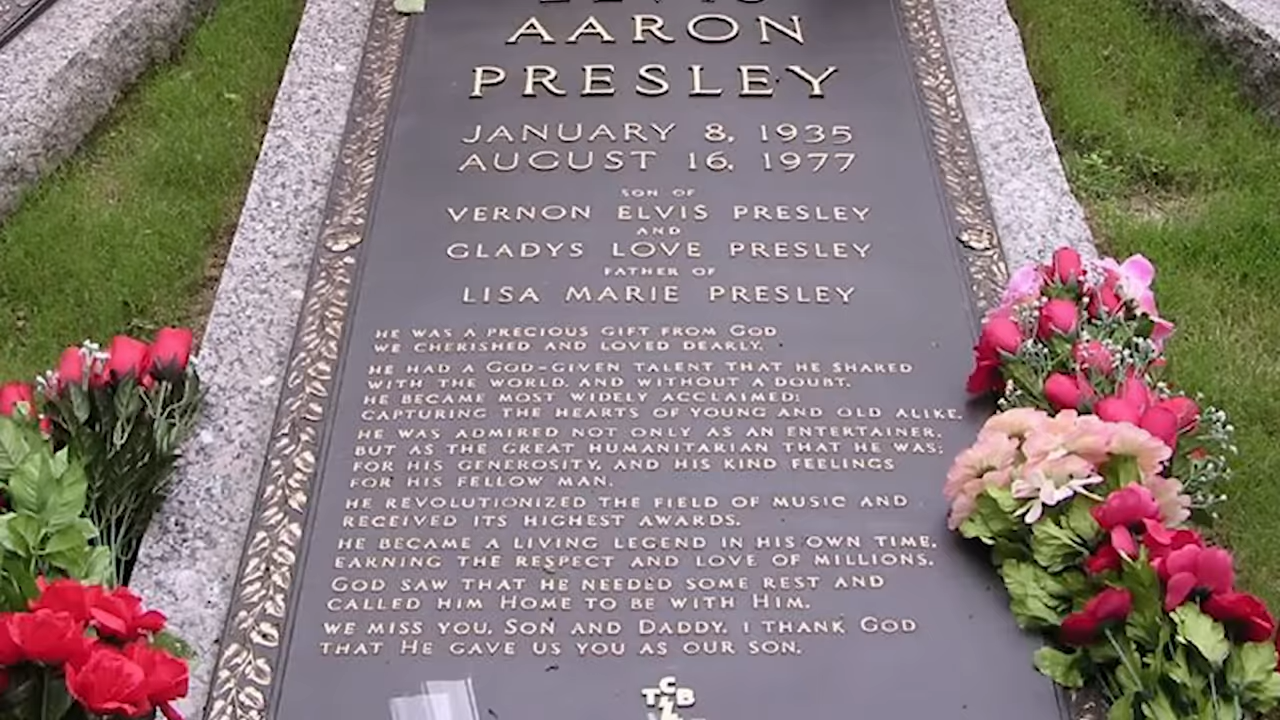 AARON
PRESLEY
JANUARY 8, 1935
AUGUST 16, 1977
SON OF
VERNON ELVIS PRESLEY
AND
GLADYS LOVE PRESLEY
FATHER OF
LISA MARIE PRESLEY
HE WAS A PRECIOUS GIFT FROM GOD
WE CHERISHED AND LOVED DEARLY.
HE HAD A GOD-GIVEN TALENT THAT HE SHARED
WITH THE WORLD. AND WITHOUT A DOUBT,
HE BECAME MOST WIDELY ACCLAIMED;
CAPTURING THE HEARTS OF YOUNG AND OLD ALIKE.
HE WAS ADMIRED NOT ONLY AS AN ENTERTAINER,
BUT AS THE GREAT HUMANITARIAN THAT HE WAS;
FOR HIS GENEROSITY, AND HIS KIND FEELINGS
FOR HIS FELLOW MAN.
HE REVOLUTIONIZED THE FIELD OF MUSIC AND
RECEIVED ITS HIGHEST AWARDS.
HE BECAME A LIVING LEGEND IN HIS OWN TIME,
EARNING THE RESPECT AND LOVE OF MILLIONS.
GOD SAW THAT HE NEEDED SOME REST AND
CALLED HIM HOME TO BE WITH HIM.
WE MISS YOU, SON AND DADDY. I THANK GOD
THAT HE GAVE US YOU AS OUR SON.
TCB